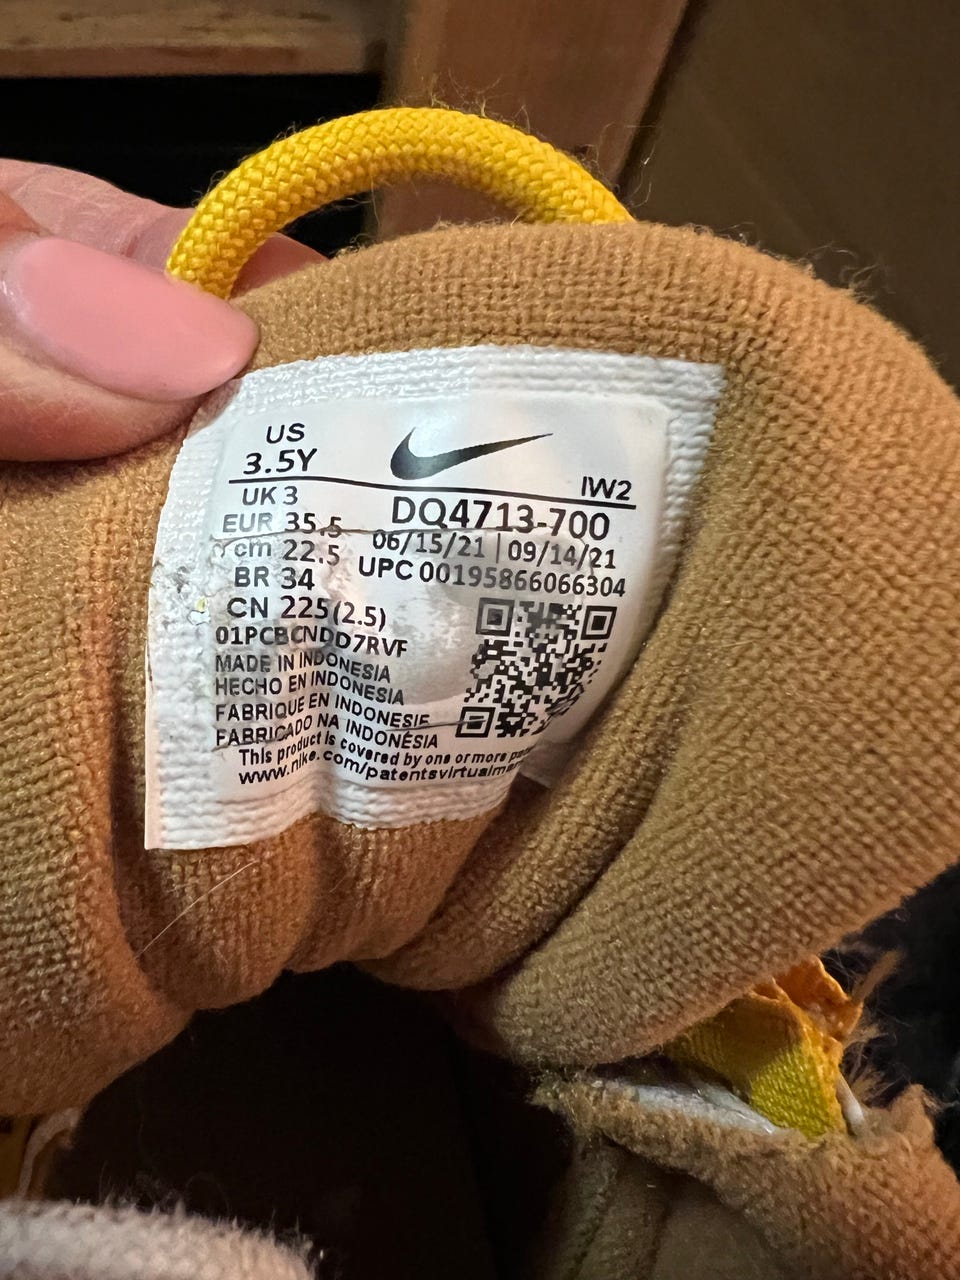 US
3.5Y
IW2
UK 3
DQ4713-700
EUR 35.5
06/15/21 | 09/14/21
cm 22.5
UPC 00195866066304
BR 34
CN 225(2.5)
01PCBCNDD7RVF
MADE IN INDONESIA
HECHO EN INDONESIA
FABRIQUE EN INDONESIE
FABRICADO NA INDONÉSIA
This product is covered by one or more
www.nike.com/patentsvirtualm